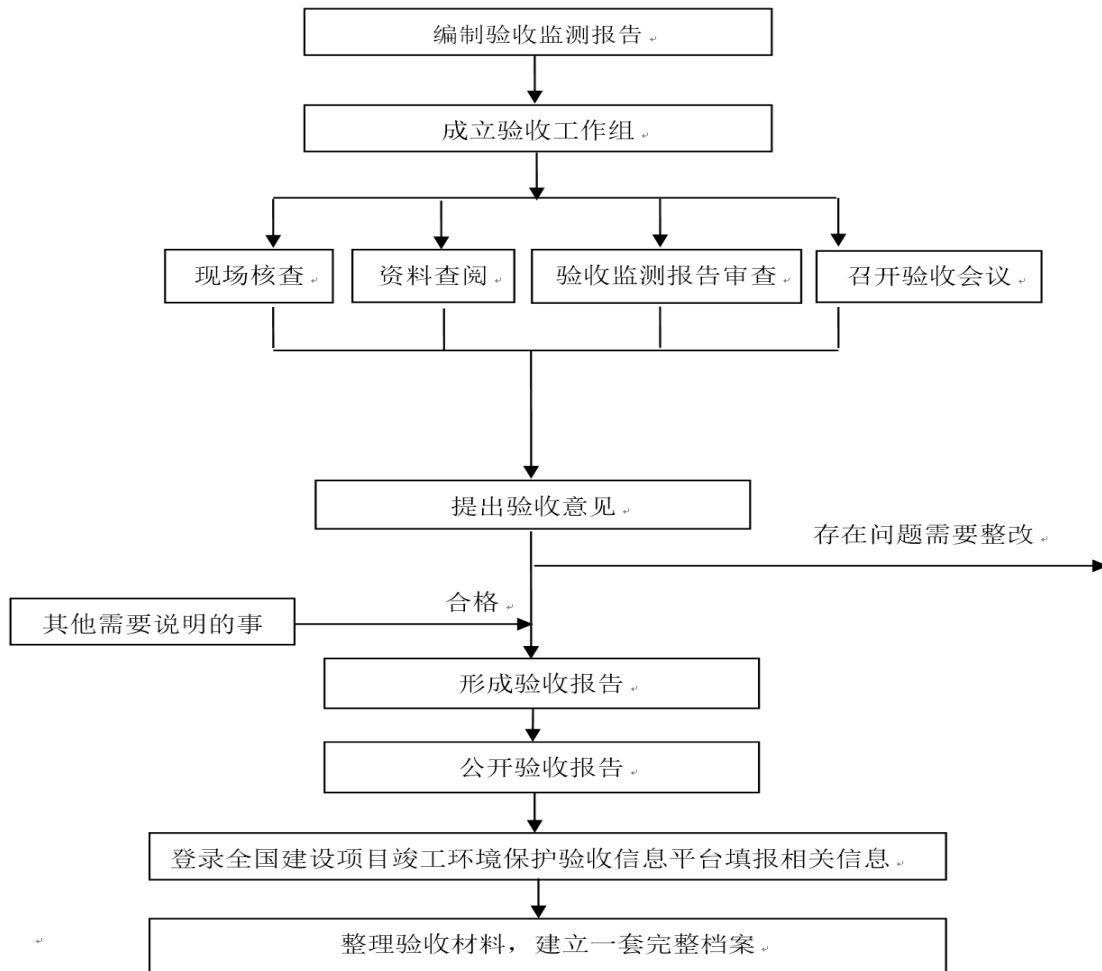 编制验收监测报告
成立验收工作组
现场核查
资料查阅
验收监测报告审查
召开验收会议
提出验收意见
存在问题需要整改
合格
其他需要说明的事
形成验收报告
公开验收报告
登录全国建设项目竣工环境保护验收信息平台填报相关信息
整理验收材料，建立一套完整档案